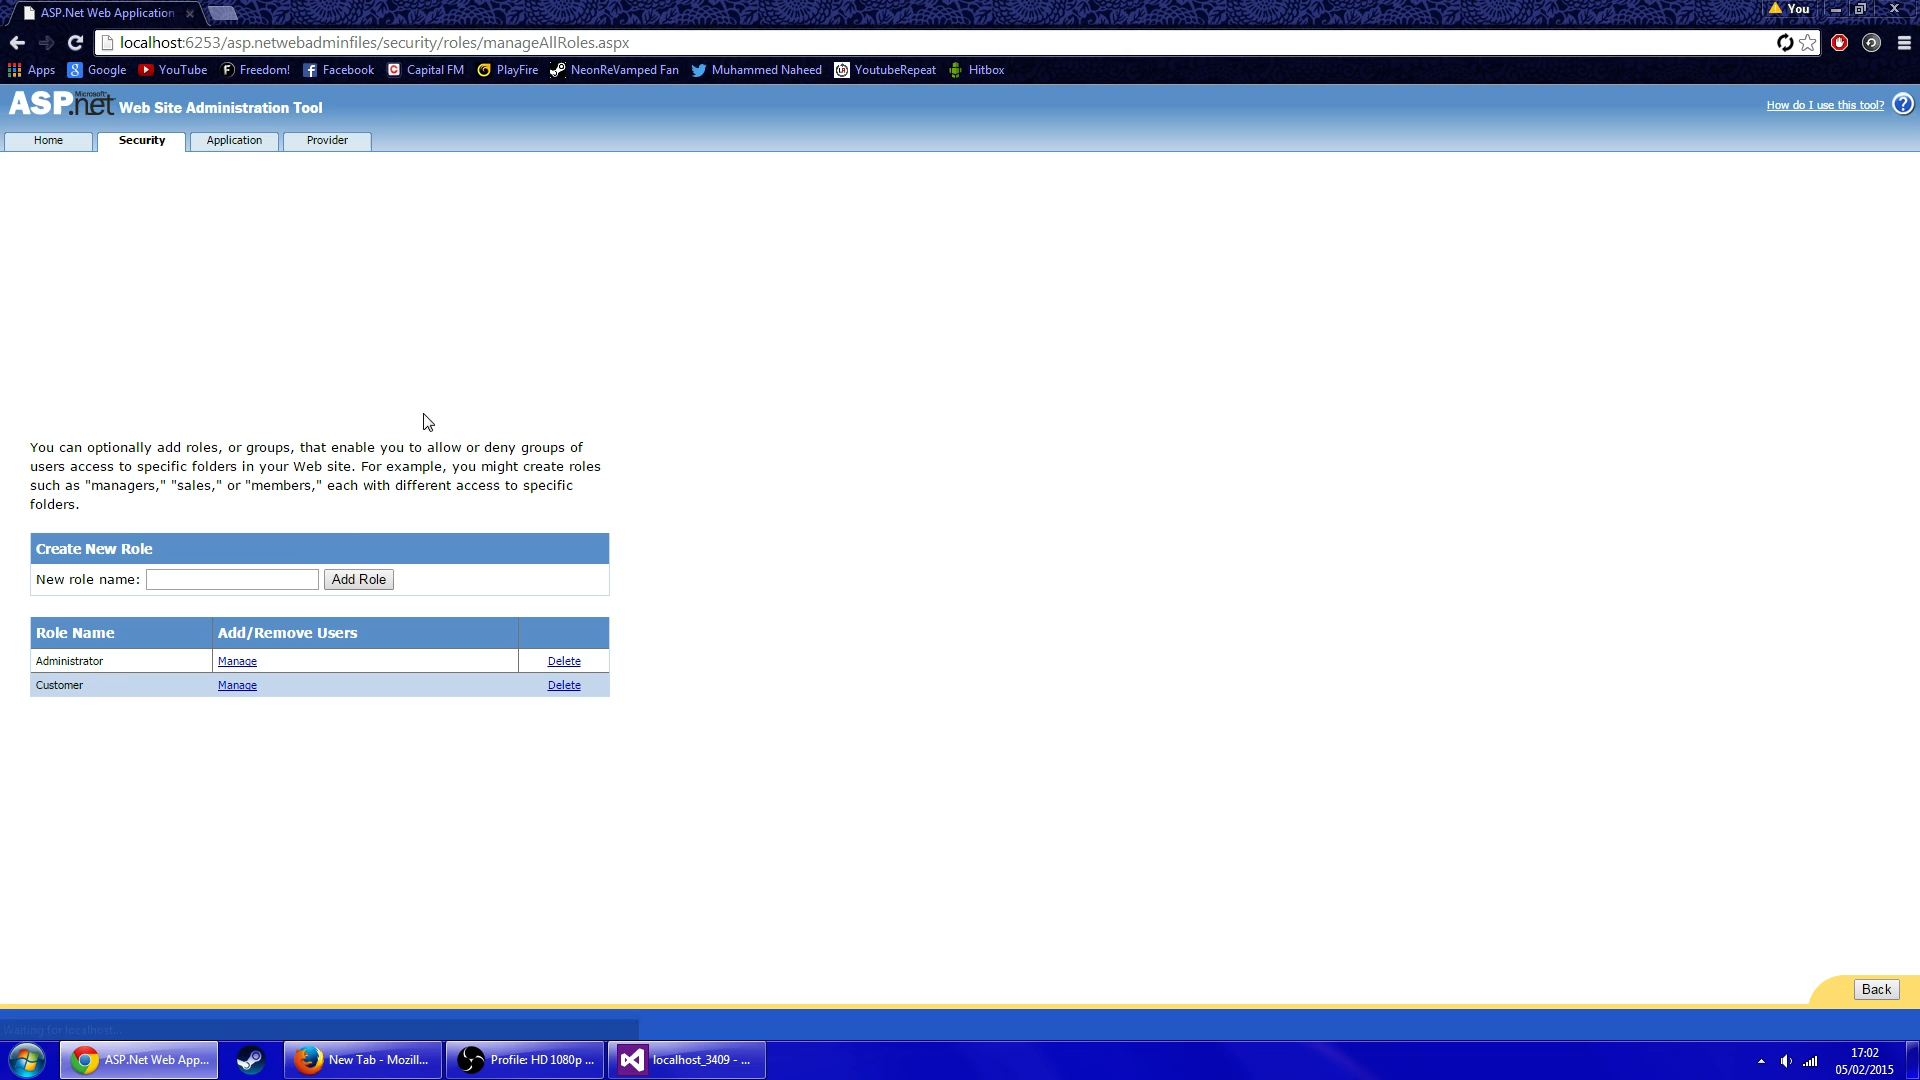 ASP.Net Web Application
You
localhost:6253/asp.netwebadminfiles/security/roles/manageAllRoles.aspx
Apps Google YouTube Freedom! Facebook Capital FM PlayFire NeonReVamped Fan Muhammed Naheed YoutubeRepeat Hitbox
Microsoft
ASP.net Web Site Administration Tool
How do I use this tool? ?
Home Security Application Provider
You can optionally add roles, or groups, that enable you to allow or deny groups of
users access to specific folders in your Web site. For example, you might create roles
such as "managers," "sales," or "members," each with different access to specific
folders.
Create New Role
New role name: Add Role
Role Name Add/Remove Users
Administrator Manage Delete
Customer Manage Delete
Back
Waiting for localhost...
ASP.Net Web App... New Tab - Mozill... Profile: HD 1080p ... localhost_3409 - ...
17:02
05/02/2015